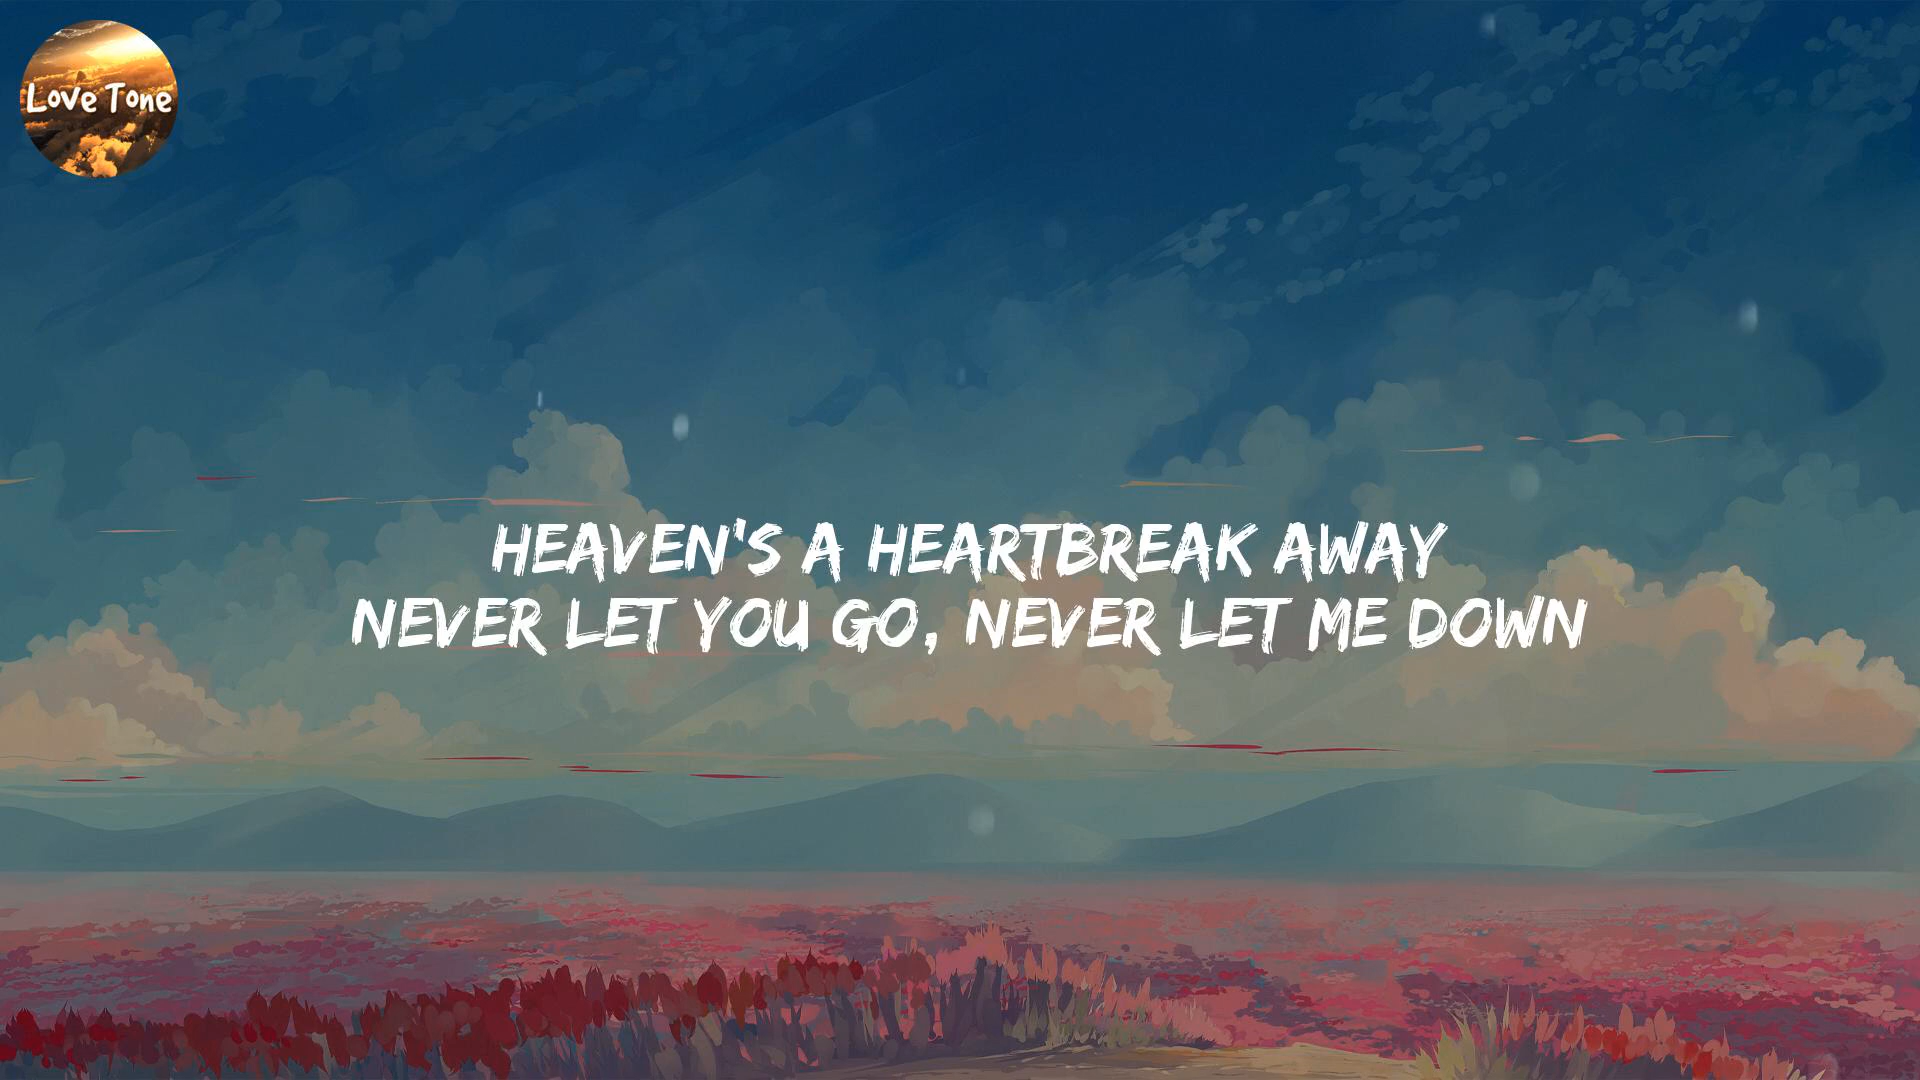 Love Tone
HEAVEN'S A HEARTBREAK AWAY
NEVER LET YOU GO, NEVER LET ME DOWN